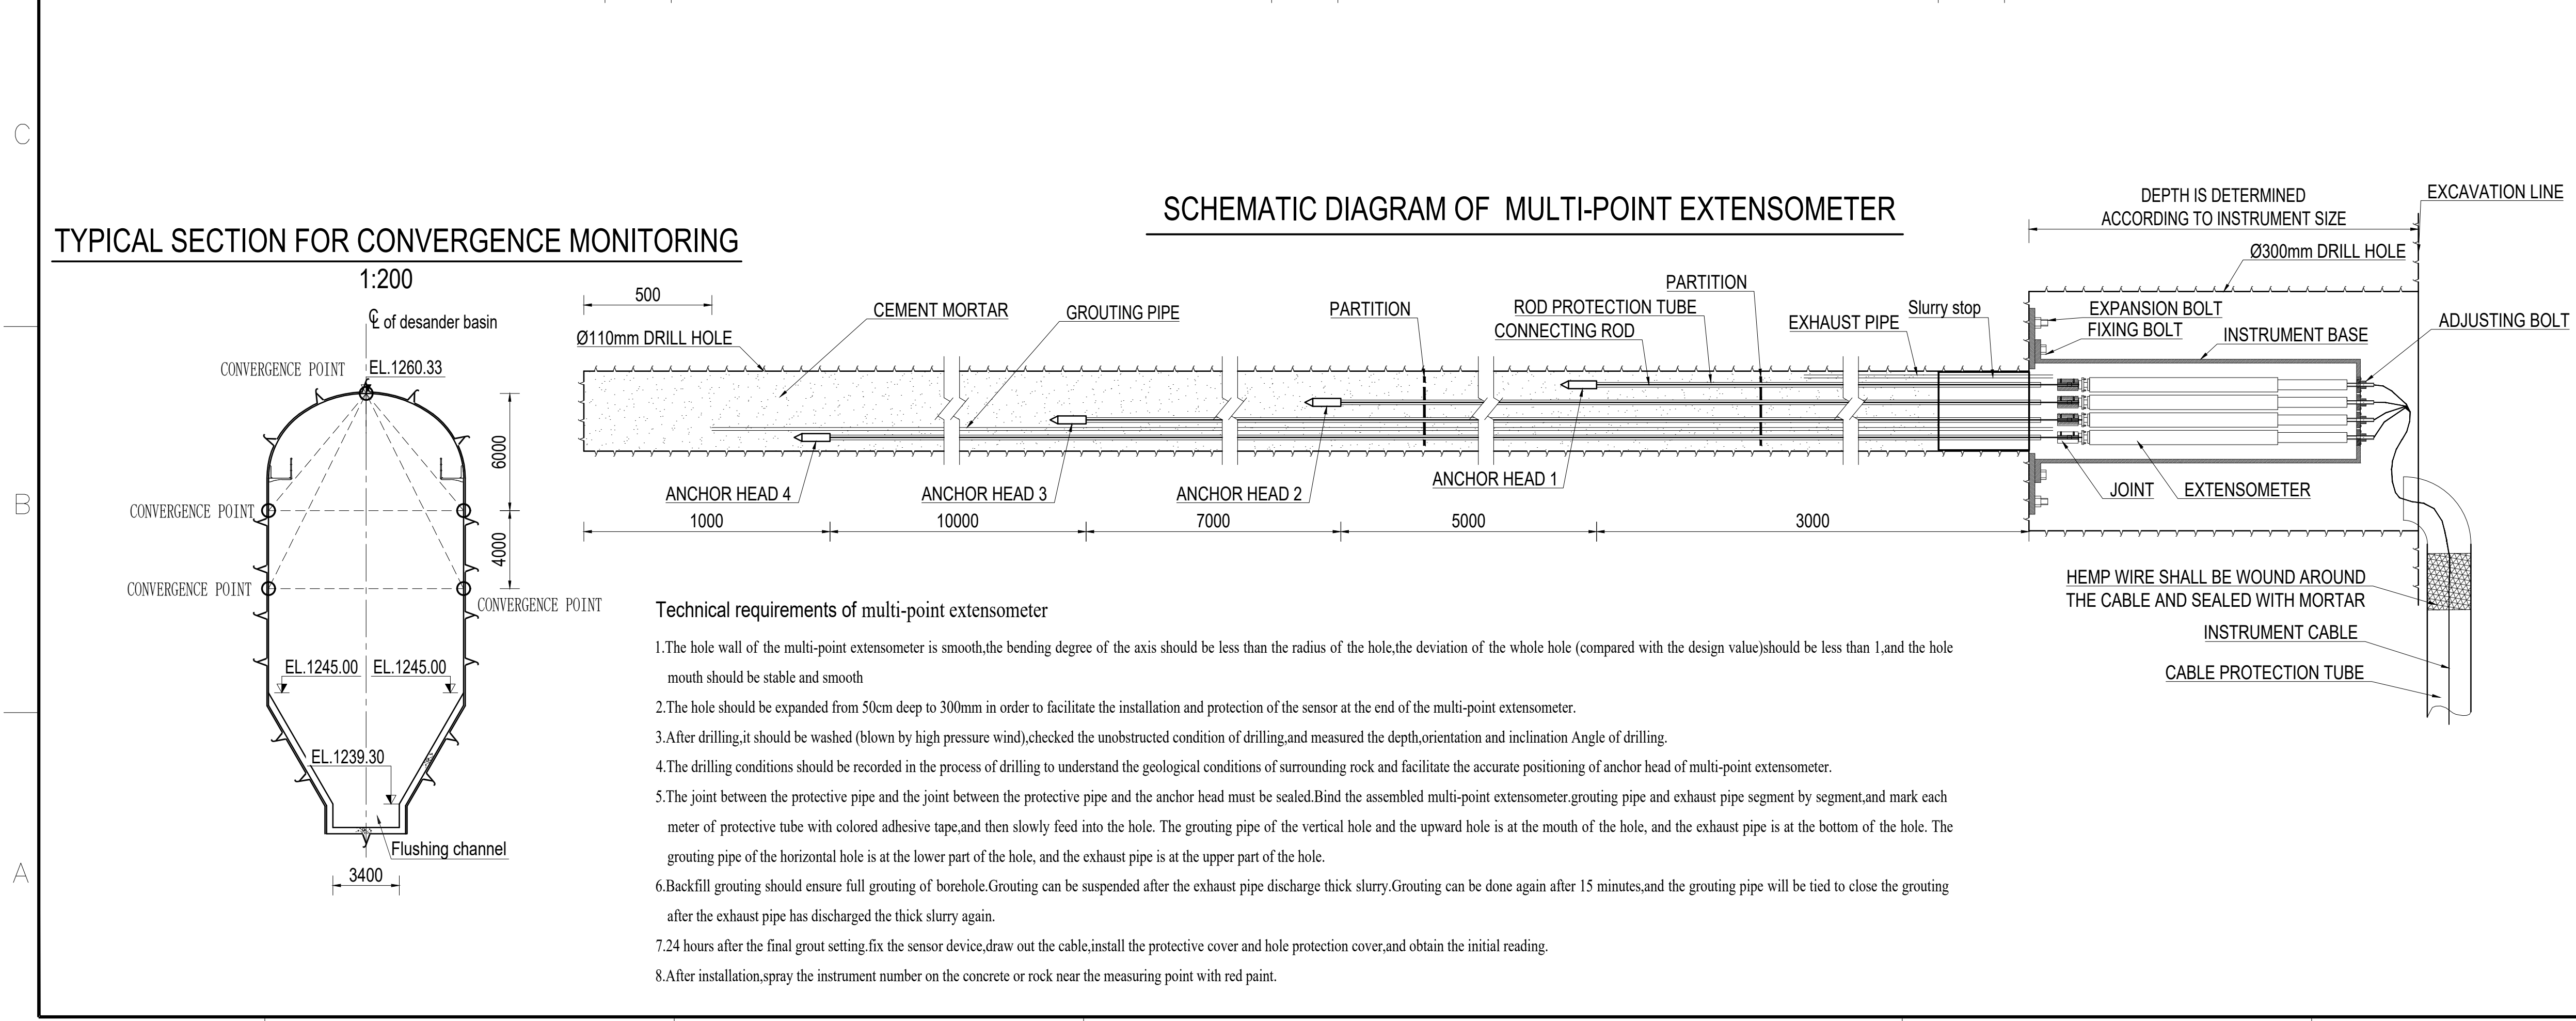 C
B
A
TYPICAL SECTION FOR CONVERGENCE MONITORING
1:200
℄ of desander basin
CONVERGENCE POINT
EL.1260.33
6000
CONVERGENCE POINT
4000
CONVERGENCE POINT
CONVERGENCE POINT
EL.1245.00
EL.1245.00
EL.1239.30
Flushing channel
3400
SCHEMATIC DIAGRAM OF MULTI-POINT EXTENSOMETER
500
Ø110mm DRILL HOLE
CEMENT MORTAR
GROUTING PIPE
PARTITION
PARTITION
ROD PROTECTION TUBE
CONNECTING ROD
EXHAUST PIPE
Slurry stop
DEPTH IS DETERMINED
ACCORDING TO INSTRUMENT SIZE
EXCAVATION LINE
Ø300mm DRILL HOLE
EXPANSION BOLT
FIXING BOLT
INSTRUMENT BASE
ADJUSTING BOLT
ANCHOR HEAD 4
ANCHOR HEAD 3
ANCHOR HEAD 2
ANCHOR HEAD 1
JOINT
EXTENSOMETER
1000
10000
7000
5000
3000
HEMP WIRE SHALL BE WOUND AROUND
THE CABLE AND SEALED WITH MORTAR
INSTRUMENT CABLE
CABLE PROTECTION TUBE
Technical requirements of multi-point extensometer
1.The hole wall of the multi-point extensometer is smooth,the bending degree of the axis should be less than the radius of the hole,the deviation of the whole hole (compared with the design value)should be less than 1,and the hole
mouth should be stable and smooth
2.The hole should be expanded from 50cm deep to 300mm in order to facilitate the installation and protection of the sensor at the end of the multi-point extensometer.
3.After drilling,it should be washed (blown by high pressure wind),checked the unobstructed condition of drilling,and measured the depth,orientation and inclination Angle of drilling.
4.The drilling conditions should be recorded in the process of drilling to understand the geological conditions of surrounding rock and facilitate the accurate positioning of anchor head of multi-point extensometer.
5.The joint between the protective pipe and the joint between the protective pipe and the anchor head must be sealed.Bind the assembled multi-point extensometer.grouting pipe and exhaust pipe segment by segment,and mark each
meter of protective tube with colored adhesive tape,and then slowly feed into the hole. The grouting pipe of the vertical hole and the upward hole is at the mouth of the hole, and the exhaust pipe is at the bottom of the hole. The
grouting pipe of the horizontal hole is at the lower part of the hole, and the exhaust pipe is at the upper part of the hole.
6.Backfill grouting should ensure full grouting of borehole.Grouting can be suspended after the exhaust pipe discharge thick slurry.Grouting can be done again after 15 minutes,and the grouting pipe will be tied to close the grouting
after the exhaust pipe has discharged the thick slurry again.
7.24 hours after the final grout setting.fix the sensor device,draw out the cable,install the protective cover and hole protection cover,and obtain the initial reading.
8.After installation,spray the instrument number on the concrete or rock near the measuring point with red paint.